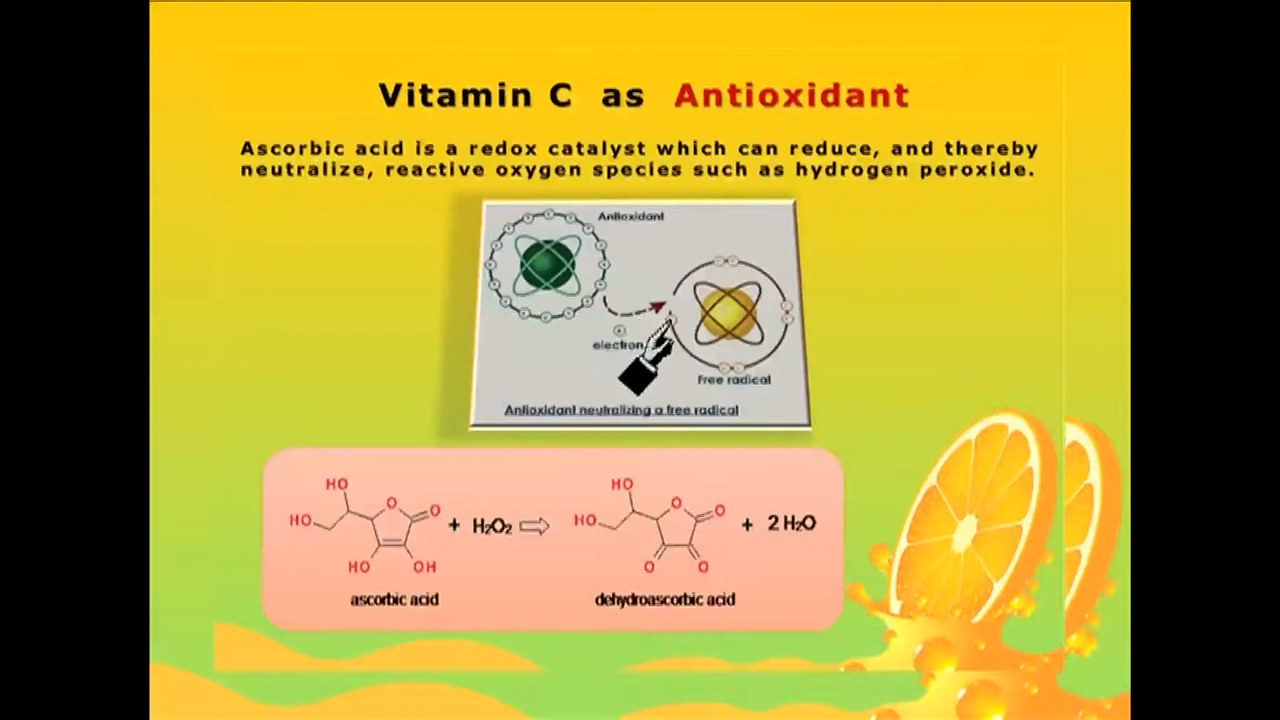 Vitamin C as Antioxidant
Ascorbic acid is a redox catalyst which can reduce, and thereby
neutralize, reactive oxygen species such as hydrogen peroxide.
Antioxidant
electron
Free radical
Antioxidant neutralizing a free radical
HO
HO
O
O
HO
OH
+ H₂O₂ ⇨
HO
HO
O
O
O
O
+ 2 H₂O
ascorbic acid
dehydroascorbic acid